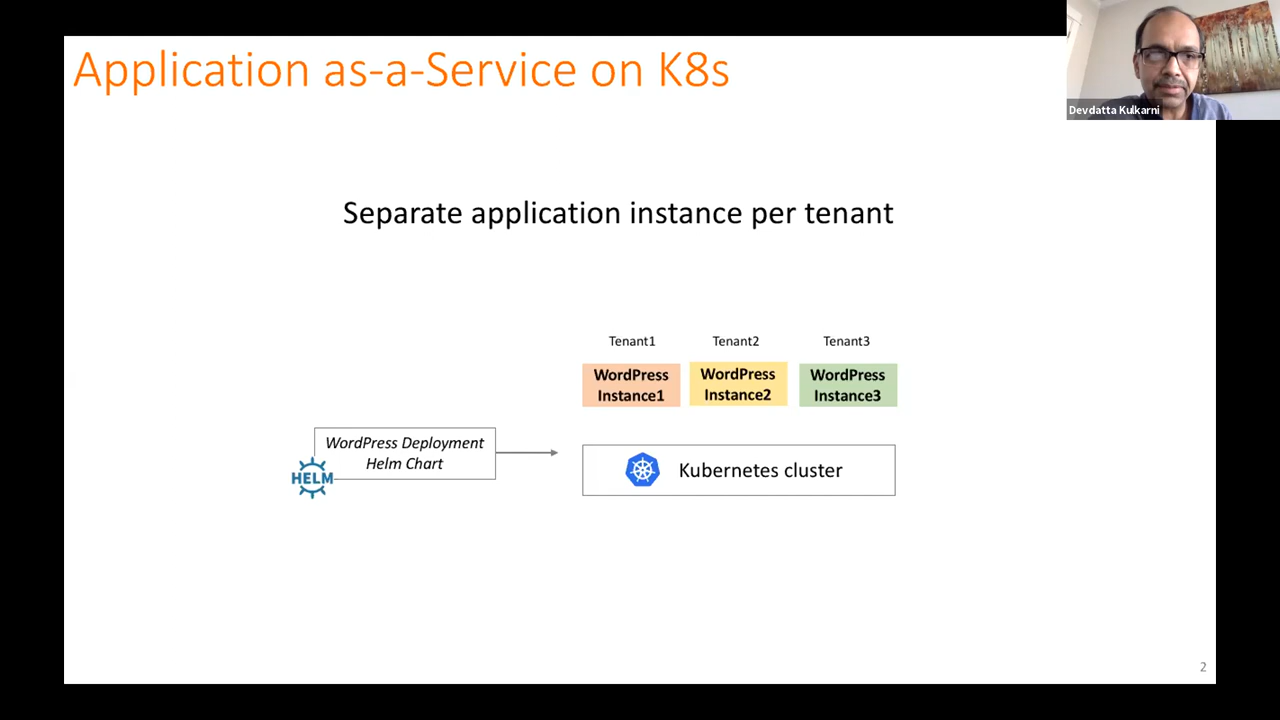 Application as-a-Service on K8s
Devdatta Kulkarni
Separate application instance per tenant
Tenant1
Tenant2
Tenant3
WordPress
Instance1
WordPress
Instance2
WordPress
Instance3
WordPress Deployment
Helm Chart
HELM
Kubernetes cluster
2